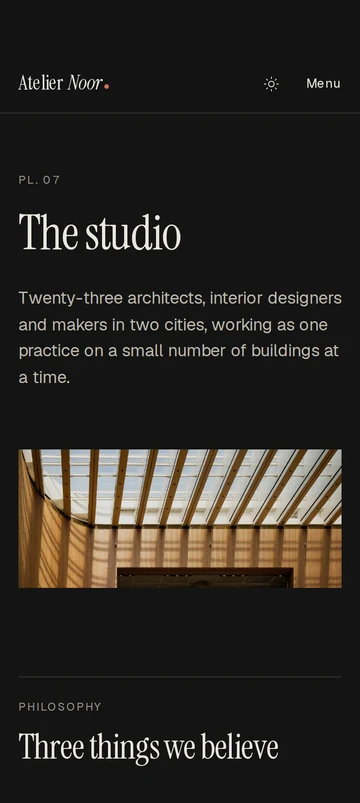 Atelier Noor.
Menu
PL. 07
The studio
Twenty-three architects, interior designers
and makers in two cities, working as one
practice on a small number of buildings at
a time.
PHILOSOPHY
Three things we believe